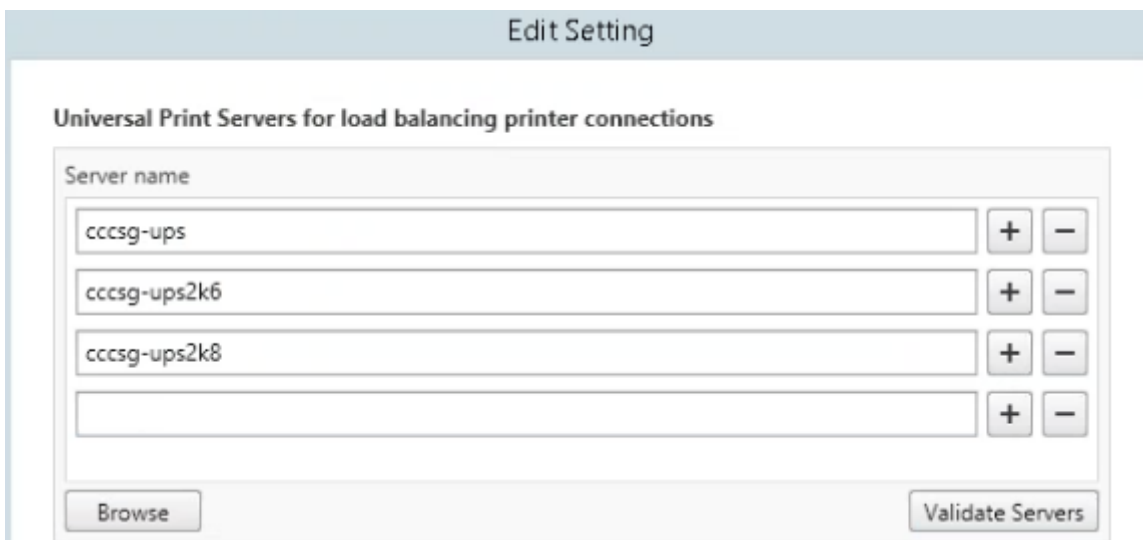 Edit Setting
Universal Print Servers for load balancing printer connections
Server name
cccsg-ups + −
cccsg-ups2k6 + −
cccsg-ups2k8 + −
+ −
Browse Validate Servers